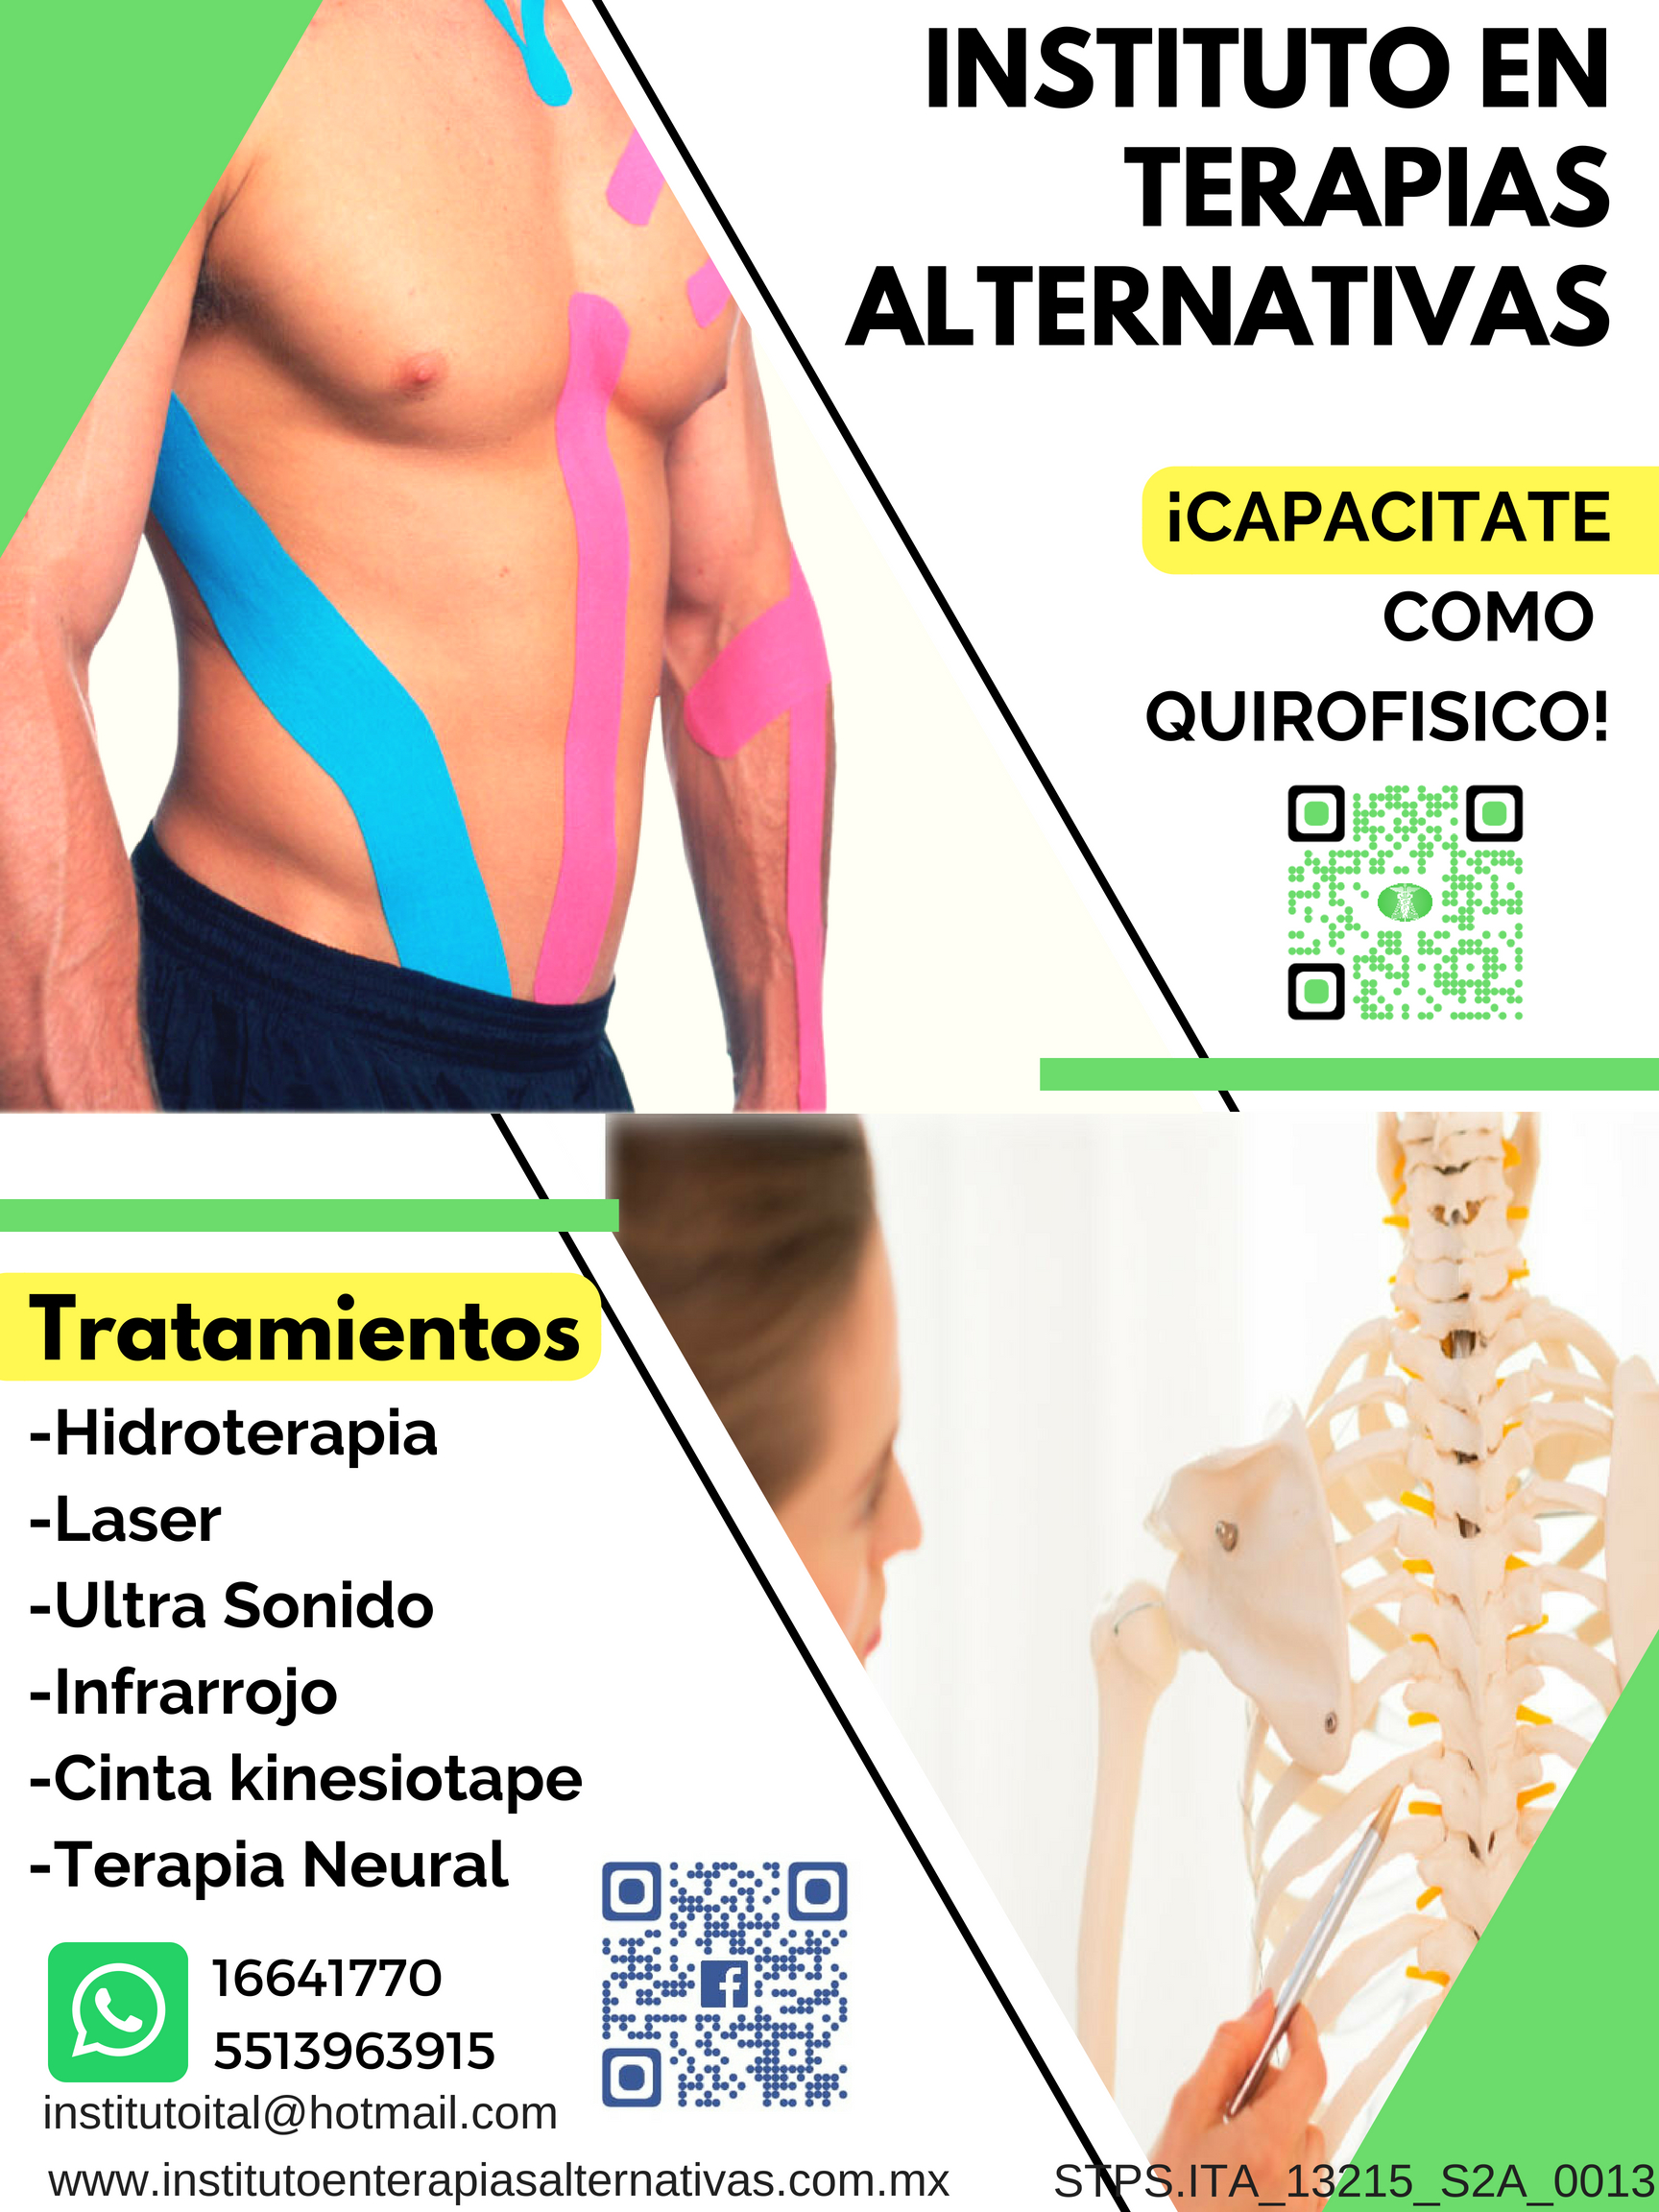 INSTITUTO EN
TERAPIAS
ALTERNATIVAS
¡CAPACITATE
COMO
QUIROFISICO!
Tratamientos
-Hidroterapia
-Laser
-Ultra Sonido
-Infrarrojo
-Cinta kinesiotape
-Terapia Neural
16641770
5513963915
institutoital@hotmail.com
www.institutoenterapiasalternativas.com.mx
STPS.ITA_13215_S2A_0013